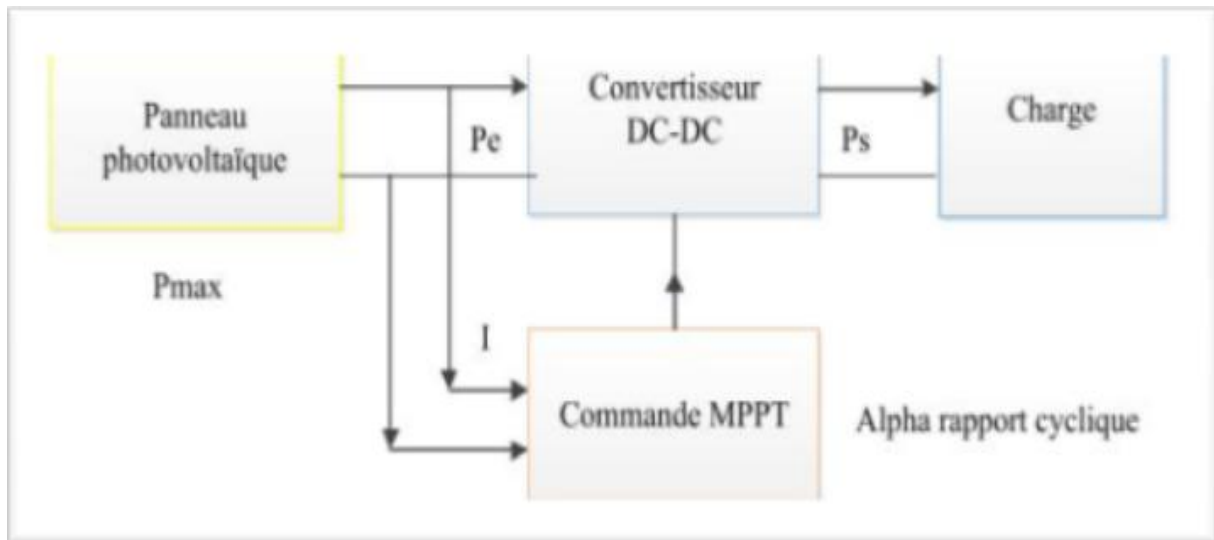 Panneau
photovoltaïque
Convertisseur
DC-DC
Charge
Pe
Ps
Pmax
I
Commande MPPT
Alpha rapport cyclique